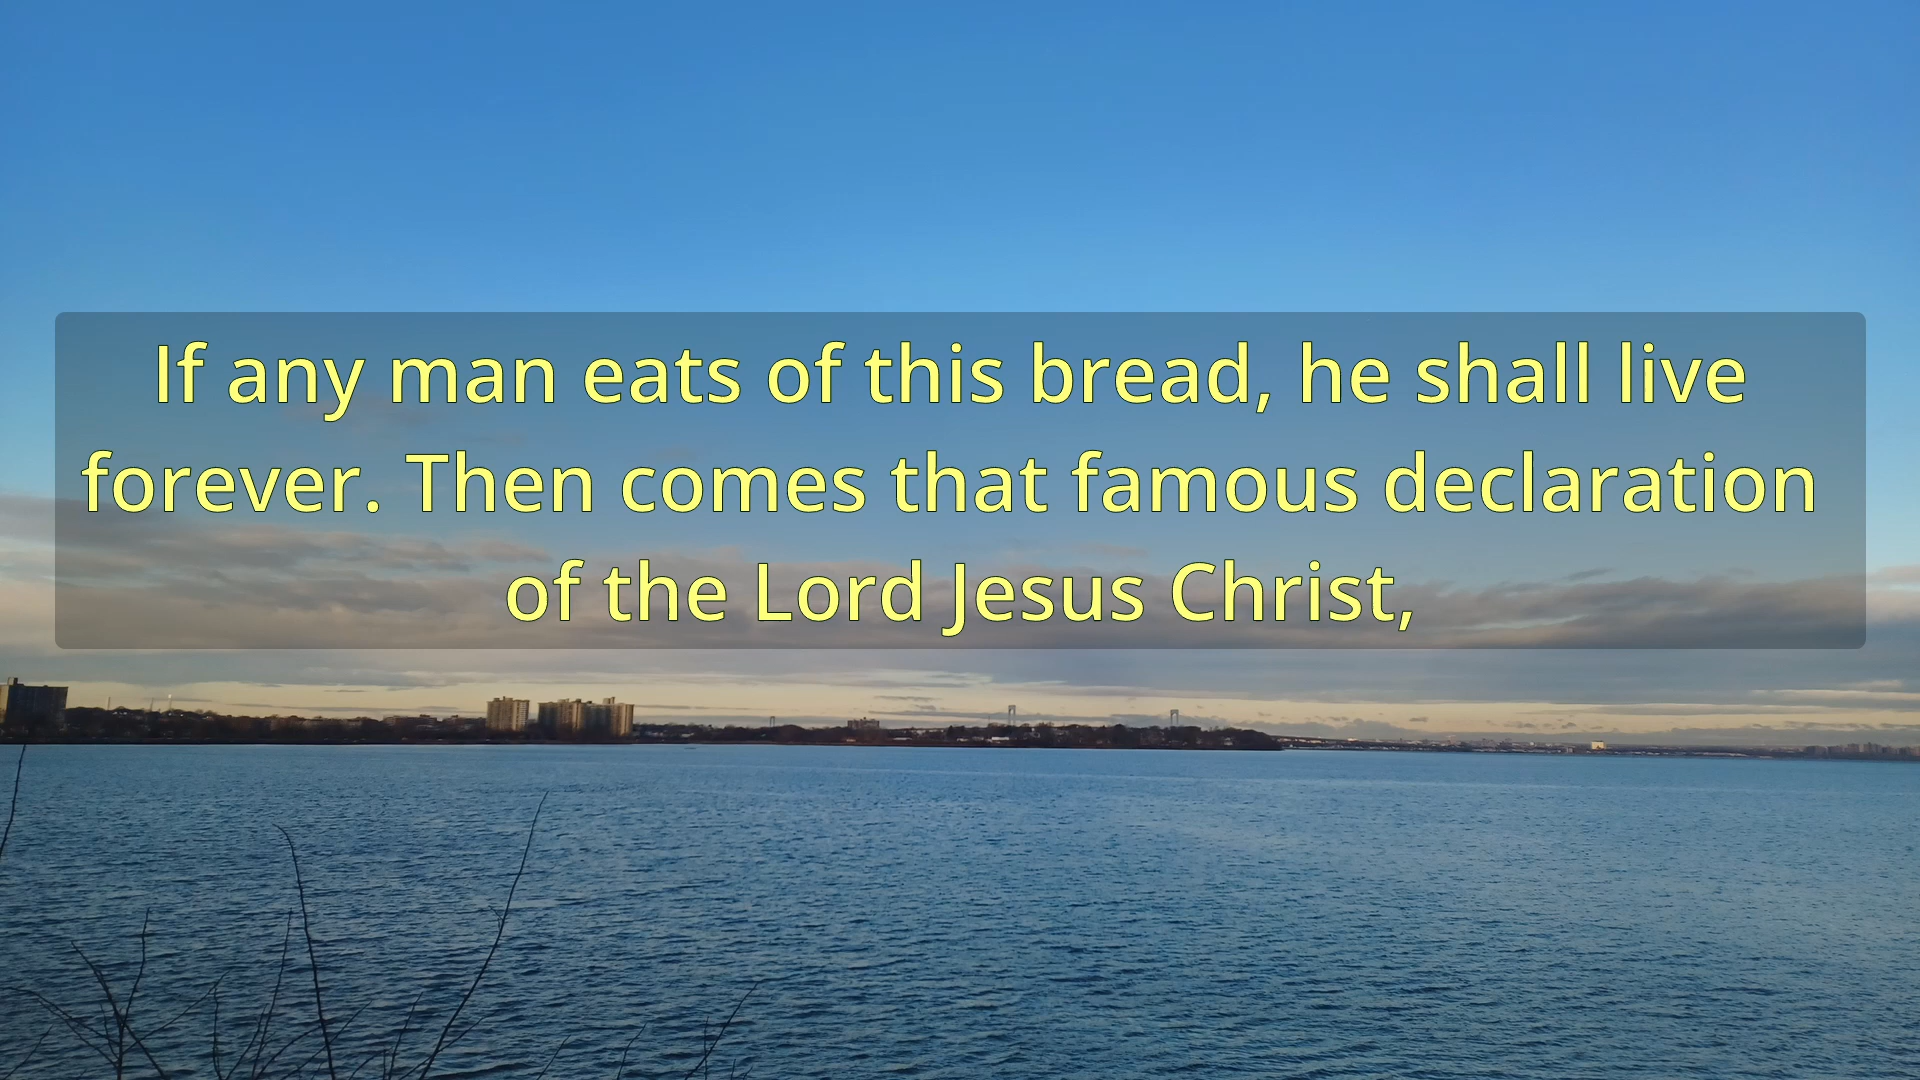 If any man eats of this bread, he shall live
forever. Then comes that famous declaration
of the Lord Jesus Christ,